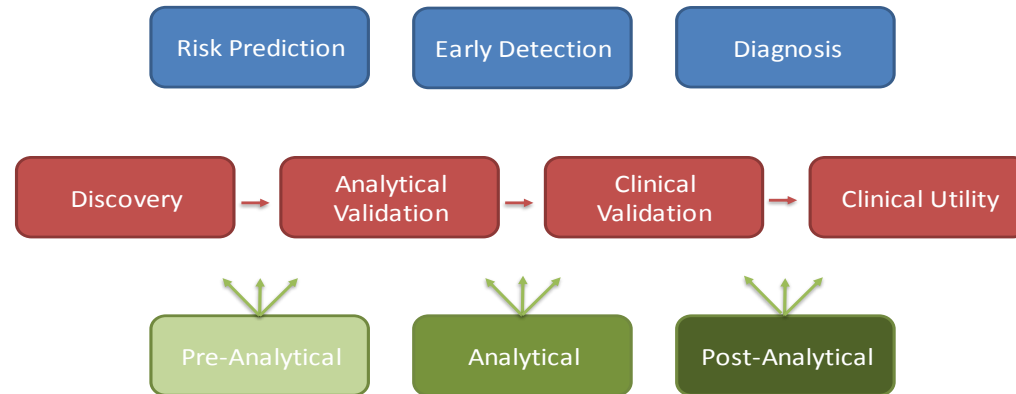 Risk Prediction
Early Detection
Diagnosis
Discovery
Analytical
Validation
Clinical
Validation
Clinical Utility
Pre-Analytical
Analytical
Post-Analytical